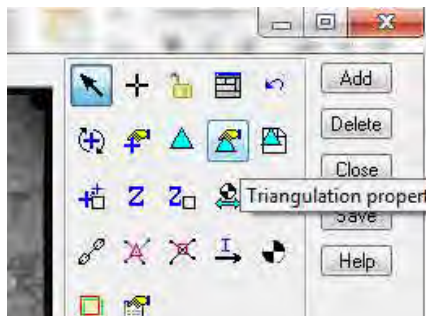 Add
Delete
Close
Triangulation propert
Save
Help